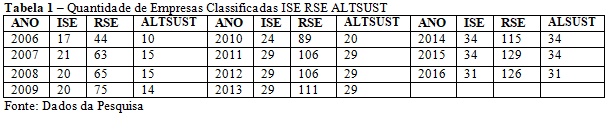 Tabela 1 – Quantidade de Empresas Classificadas ISE RSE ALTSUST
ANO ISE RSE ALTSUST ANO ISE RSE ALTSUST ANO ISE RSE ALSUST
2006 17 44 10 2010 24 89 20 2014 34 115 34
2007 21 63 15 2011 29 106 29 2015 34 129 34
2008 20 65 15 2012 29 106 29 2016 31 126 31
2009 20 75 14 2013 29 111 29
Fonte: Dados da Pesquisa